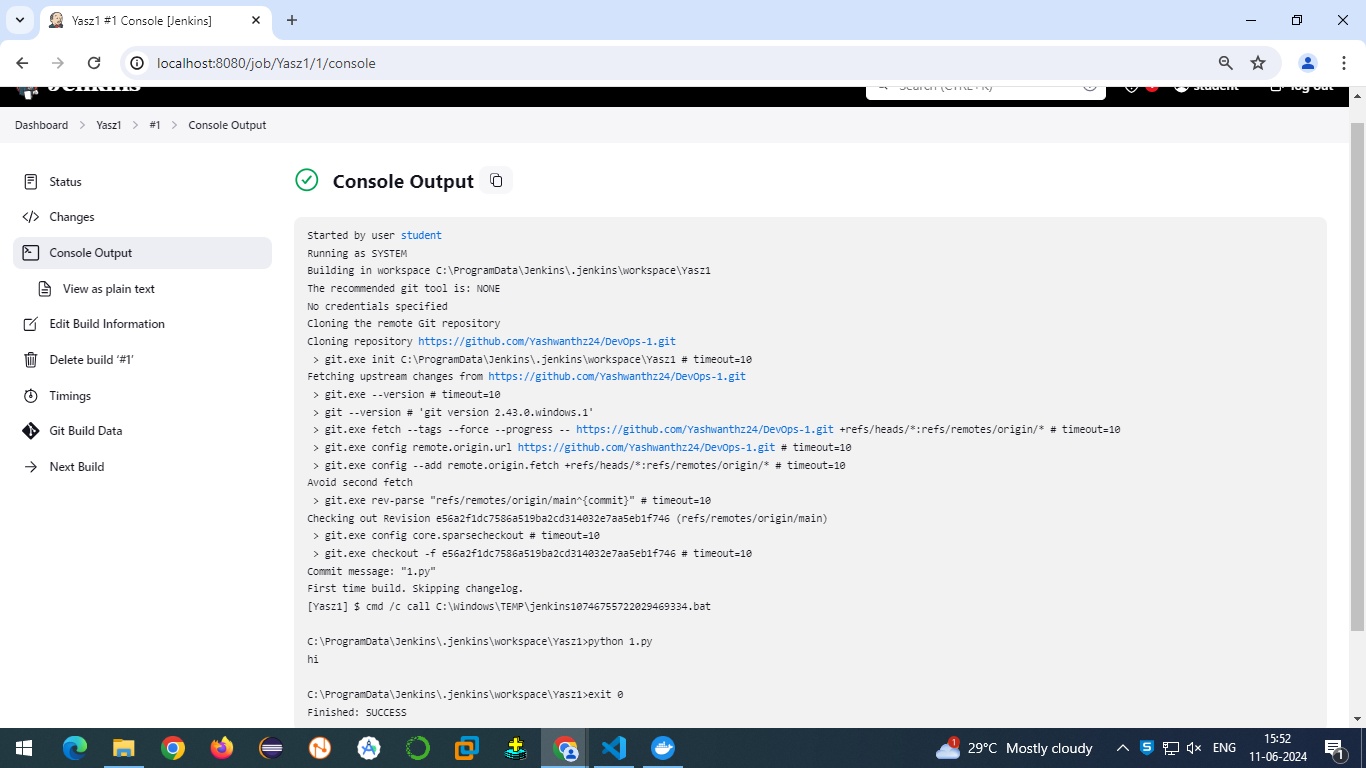 Yasz1 #1 Console [Jenkins]
localhost:8080/job/Yasz1/1/console
Jenkins
Search (CTRL+K)
student
log out
Dashboard
Yasz1
#1
Console Output
Status
Changes
Console Output
View as plain text
Edit Build Information
Delete build ‘#1’
Timings
Git Build Data
Next Build
Console Output
Started by user student
Running as SYSTEM
Building in workspace C:\ProgramData\Jenkins\.jenkins\workspace\Yasz1
The recommended git tool is: NONE
No credentials specified
Cloning the remote Git repository
Cloning repository https://github.com/Yashwanthz24/DevOps-1.git
> git.exe init C:\ProgramData\Jenkins\.jenkins\workspace\Yasz1 # timeout=10
Fetching upstream changes from https://github.com/Yashwanthz24/DevOps-1.git
> git.exe --version # timeout=10
> git --version # 'git version 2.43.0.windows.1'
> git.exe fetch --tags --force --progress -- https://github.com/Yashwanthz24/DevOps-1.git +refs/heads/*:refs/remotes/origin/* # timeout=10
> git.exe config remote.origin.url https://github.com/Yashwanthz24/DevOps-1.git # timeout=10
> git.exe config --add remote.origin.fetch +refs/heads/*:refs/remotes/origin/* # timeout=10
Avoid second fetch
> git.exe rev-parse "refs/remotes/origin/main^{commit}" # timeout=10
Checking out Revision e56a2f1dc7586a519ba2cd314032e7aa5eb1f746 (refs/remotes/origin/main)
> git.exe config core.sparsecheckout # timeout=10
> git.exe checkout -f e56a2f1dc7586a519ba2cd314032e7aa5eb1f746 # timeout=10
Commit message: "1.py"
First time build. Skipping changelog.
[Yasz1] $ cmd /c call C:\Windows\TEMP\jenkins10746755722029469334.bat
C:\ProgramData\Jenkins\.jenkins\workspace\Yasz1>python 1.py
hi
C:\ProgramData\Jenkins\.jenkins\workspace\Yasz1>exit 0
Finished: SUCCESS
1
29°C Mostly cloudy
ENG
15:52
11-06-2024
1